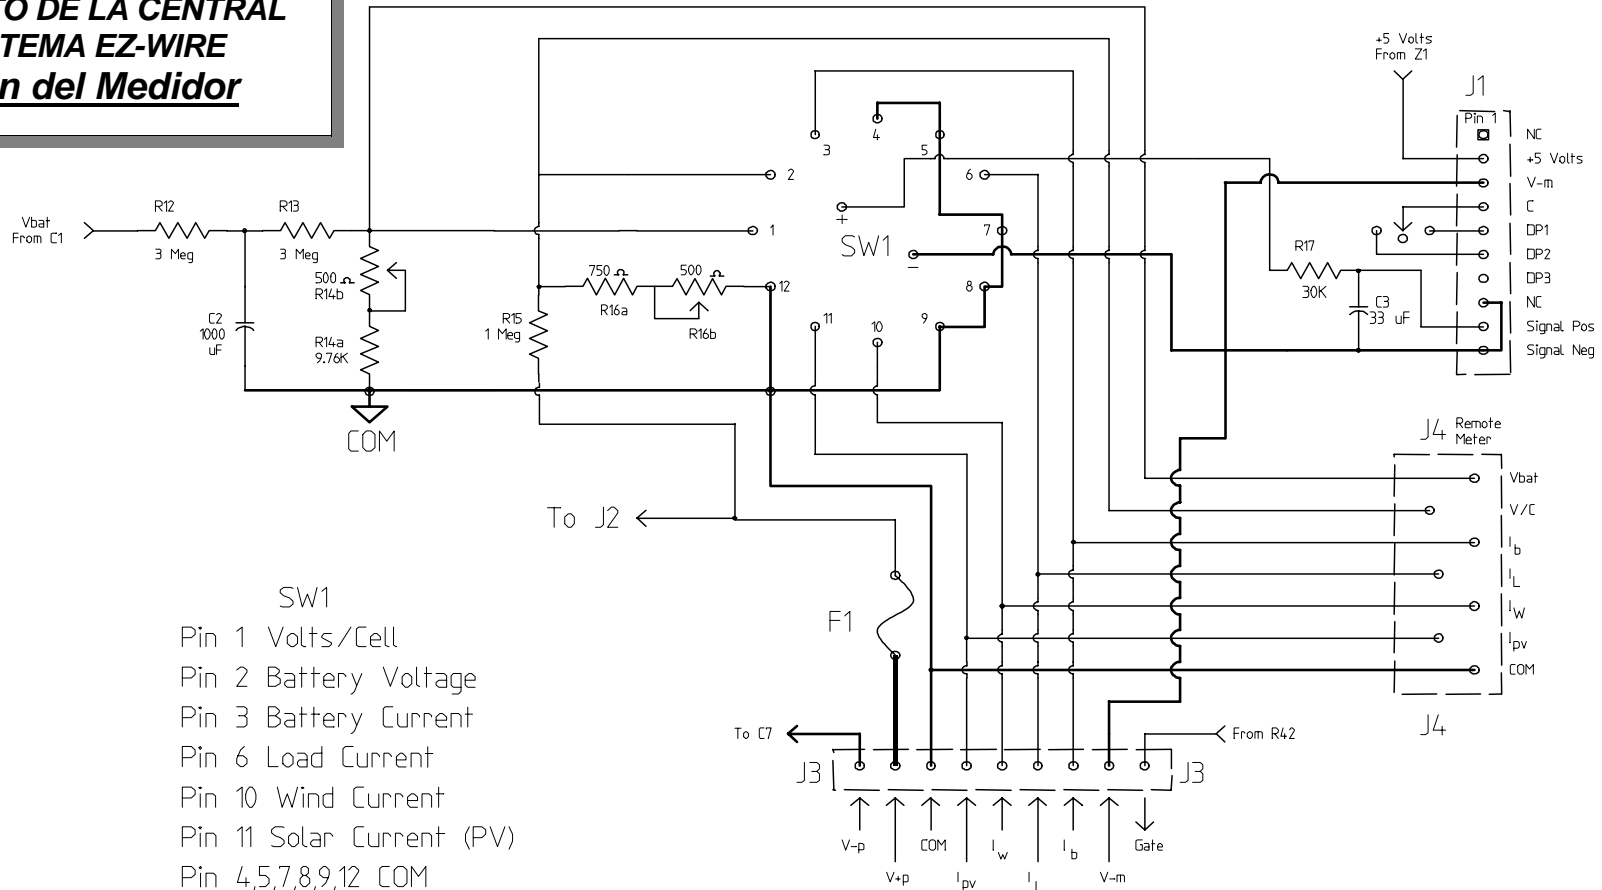 TO DE LA CENTRAL
TEMA EZ-WIRE
n del Medidor
+5 Volts
From Z1
J1
Pin 1
NC
+5 Volts
V-m
C
DP1
DP2
DP3
NC
Signal Pos
Signal Neg
Vbat
From C1
R12
3 Meg
R13
3 Meg
500 Ω
R14b
R14a
9.76K
C2
1000
uF
COM
R15
1 Meg
750 Ω
R16a
500 Ω
R16b
1
2
3
4
5
6
7
8
9
10
11
12
+
SW1
-
R17
30K
C3
33 uF
J4 Remote
Meter
Vbat
V/C
Ib
IL
IW
Ipv
COM
J4
To J2
F1
SW1
Pin 1 Volts/Cell
Pin 2 Battery Voltage
Pin 3 Battery Current
Pin 6 Load Current
Pin 10 Wind Current
Pin 11 Solar Current (PV)
Pin 4,5,7,8,9,12 COM
To C7
From R42
J3
J3
V-p
V+p
COM
Ipv
Iw
Ib
V-m
Gate